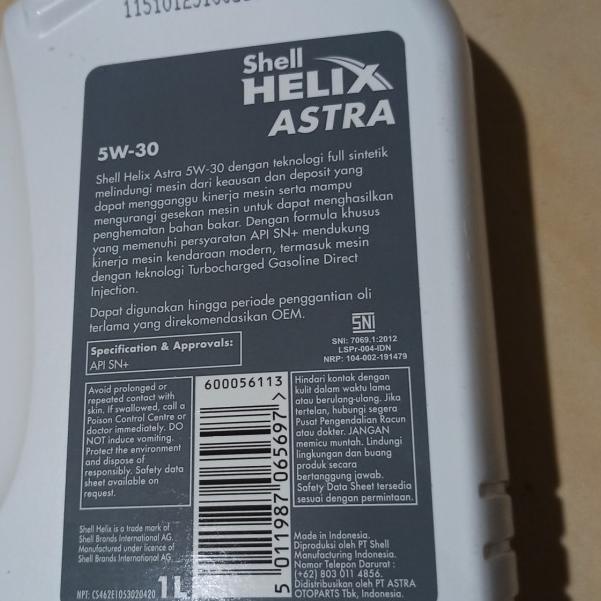 Shell
HELIX
ASTRA
5W-30
Shell Helix Astra 5W-30 dengan teknologi full sintetik
melindungi mesin dari keausan dan deposit yang
dapat mengganggu kinerja mesin serta mampu
mengurangi gesekan mesin untuk dapat menghasilkan
penghematan bahan bakar. Dengan formula khusus
yang memenuhi persyaratan API SN+ mendukung
kinerja mesin kendaraan modern, termasuk mesin
dengan teknologi Turbocharged Gasoline Direct
Injection.
Dapat digunakan hingga periode penggantian oli
terlama yang direkomendasikan OEM.
SNI
SNI: 7069.1:2012
LSPr-004-IDN
NRP: 104-002-191479
Specification & Approvals:
API SN+
Avoid prolonged or
repeated contact with
skin. If swallowed, call a
Poison Control Centre or
doctor immediately. DO
NOT induce vomiting.
Protect the environment
and dispose of
responsibly. Safety data
sheet available on
request.
600056113
5 011987 065697 >
Hindari kontak dengan
kulit dalam waktu lama
atau berulang-ulang. Jika
tertelan, hubungi segera
Pusat Pengendalian Racun
atau dokter. JANGAN
memicu muntah. Lindungi
lingkungan dan buang
produk secara
bertanggung jawab.
Safety Data Sheet tersedia
sesuai dengan permintaan.
Shell Helix is a trade mark of
Shell Brands International AG.
Manufactured under licence of
Shell Brands International AG.
NPT: CS462E1053020420
1L
Made in Indonesia.
Diproduksi oleh PT Shell
Manufacturing Indonesia.
Nomor Telepon Darurat :
(+62) 803 011 4856.
Didistribusikan oleh PT ASTRA
OTOPARTS Tbk, Indonesia.